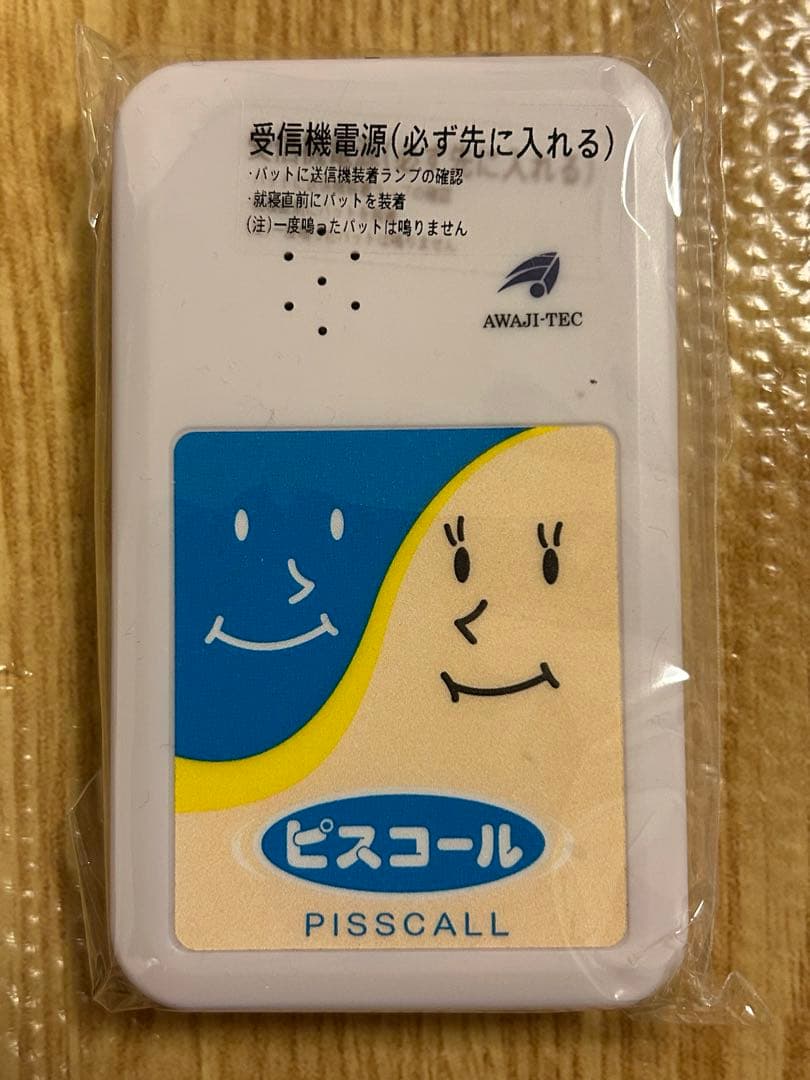 受信機電源(必ず先に入れる)
・パットに送信機装着ランプの確認
・就寝直前にパットを装着
(注)一度鳴ったパットは鳴りません
AWAJI-TEC
ピスコール
PISSCALL